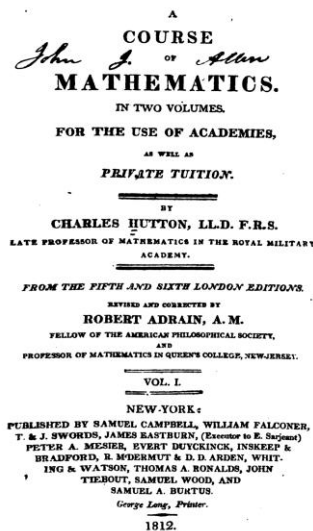 A
COURSE
OF
John J. Allen
MATHEMATICS.
IN TWO VOLUMES.
FOR THE USE OF ACADEMIES,
AS WELL AS
PRIVATE TUITION.
BY
CHARLES HUTTON, LL.D. F.R.S.
LATE PROFESSOR OF MATHEMATICS IN THE ROYAL MILITARY
ACADEMY.
FROM THE FIFTH AND SIXTH LONDON EDITIONS.
REVISED AND CORRECTED BY
ROBERT ADRAIN, A. M.
FELLOW OF THE AMERICAN PHILOSOPHICAL SOCIETY,
AND
PROFESSOR OF MATHEMATICS IN QUEEN'S COLLEGE, NEW-JERSEY.
VOL. I.
NEW-YORK:
PUBLISHED BY SAMUEL CAMPBELL, WILLIAM FALCONER,
T. & J. SWORDS, JAMES EASTBURN, (Executor to E. Sarjeant)
PETER A. MESIER, EVERT DUYCKINCK, INSKEEP &
BRADFORD, R. M'DERMUT & D. D. ARDEN, WHIT-
ING & WATSON, THOMAS A. RONALDS, JOHN
TIEBOUT, SAMUEL WOOD, AND
SAMUEL A. BURTUS.
George Long, Printer.
1812.